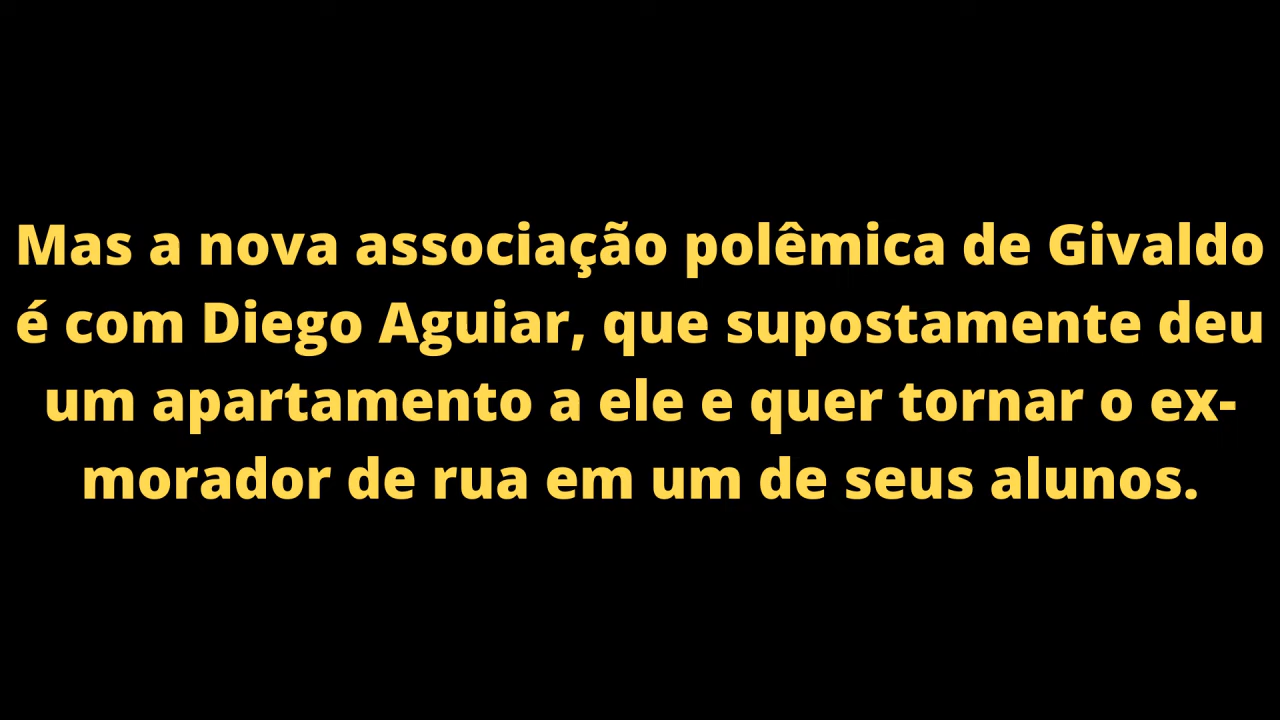 Mas a nova associação polêmica de Givaldo
é com Diego Aguiar, que supostamente deu
um apartamento a ele e quer tornar o ex-
morador de rua em um de seus alunos.